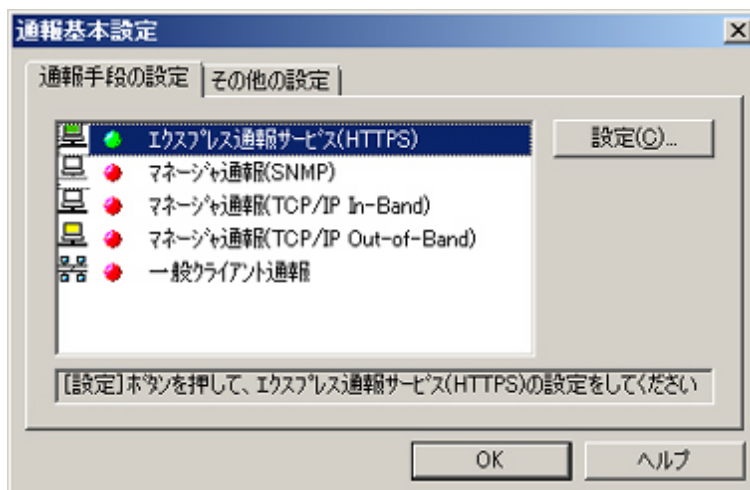 通報基本設定
通報手段の設定 その他の設定
エクスプレス通報サービス(HTTPS)
設定(C)...
マネージャ通報(SNMP)
マネージャ通報(TCP/IP In-Band)
マネージャ通報(TCP/IP Out-of-Band)
一般クライアント通報
[設定]ボタンを押して、エクスプレス通報サービス(HTTPS)の設定をしてください
OK ヘルプ